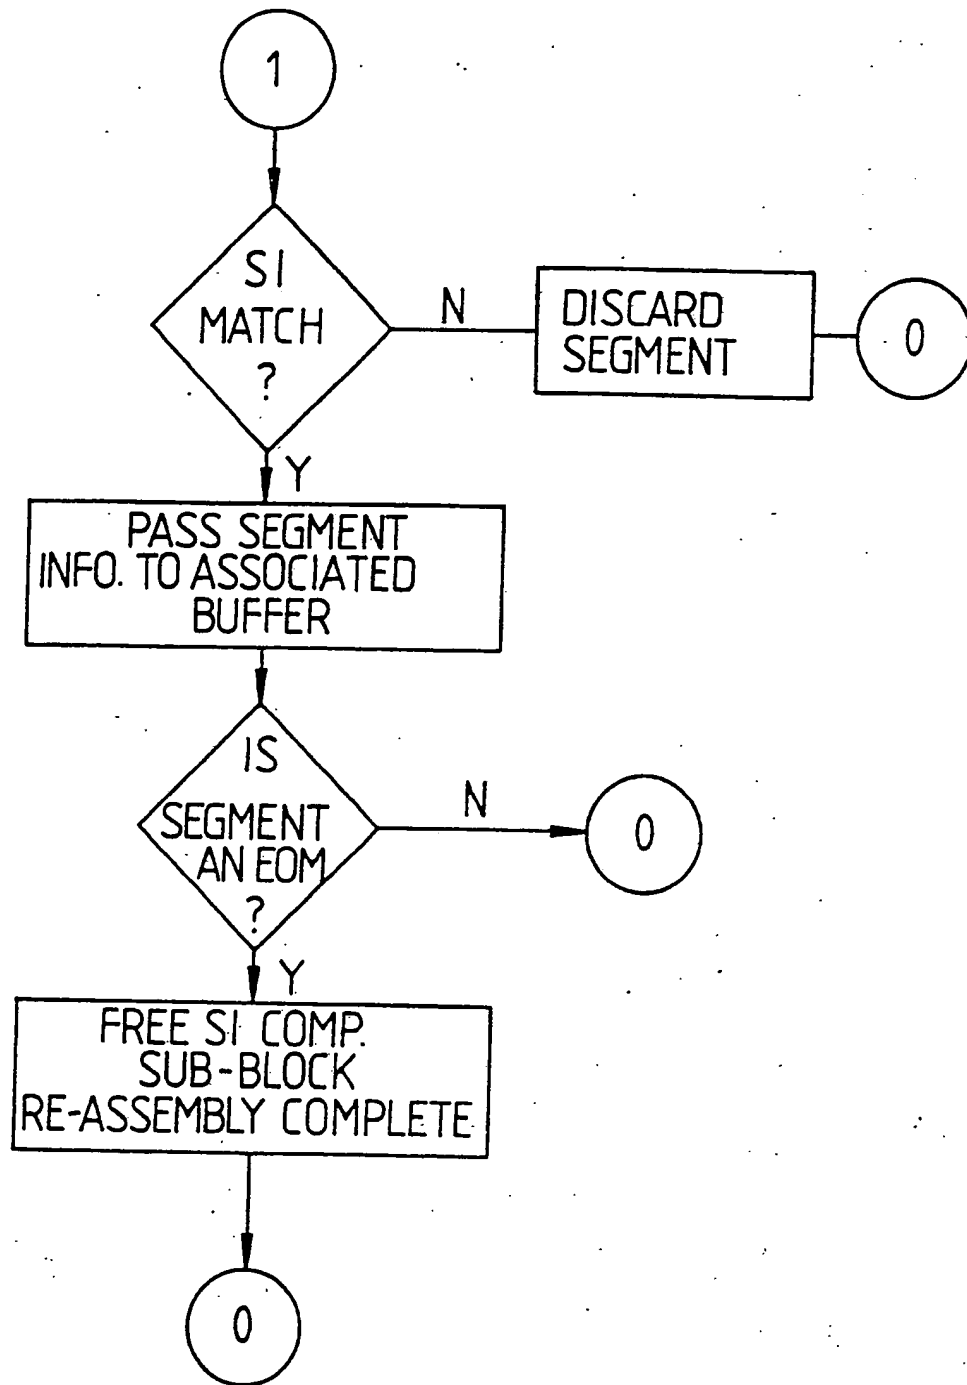 1
SI
MATCH
?
N
DISCARD
SEGMENT
0
Y
PASS SEGMENT
INFO. TO ASSOCIATED
BUFFER
IS
SEGMENT
AN EOM
?
N
0
Y
FREE SI COMP.
SUB-BLOCK
RE-ASSEMBLY COMPLETE
0